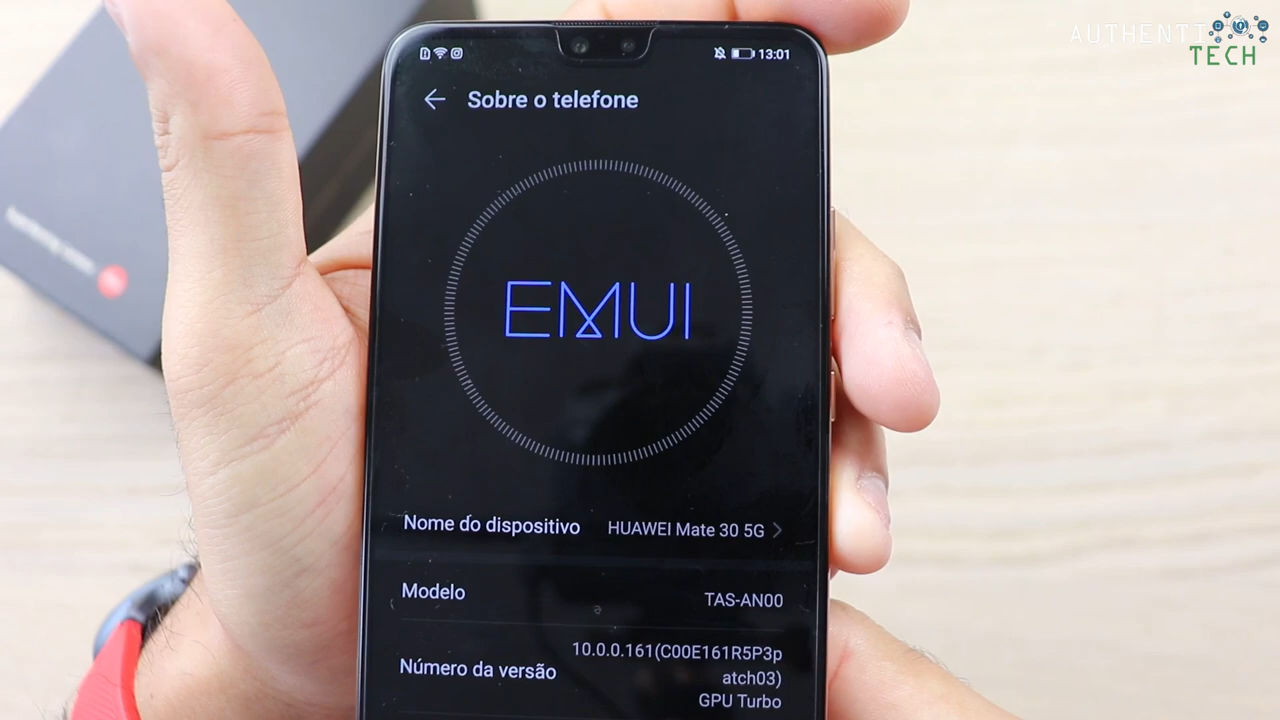 AUTHENTI
TECH
13:01
Sobre o telefone
EMUI
Nome do dispositivo HUAWEI Mate 30 5G
Modelo TAS-AN00
Número da versão 10.0.0.161(C00E161R5P3p
atch03)
GPU Turbo